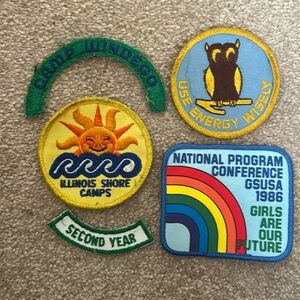 CAMP WINDEGO
USE ENERGY WISELY
ILLINOIS SHORE
CAMPS
SECOND YEAR
NATIONAL PROGRAM
CONFERENCE
GSUSA
1986
GIRLS
ARE
OUR
FUTURE